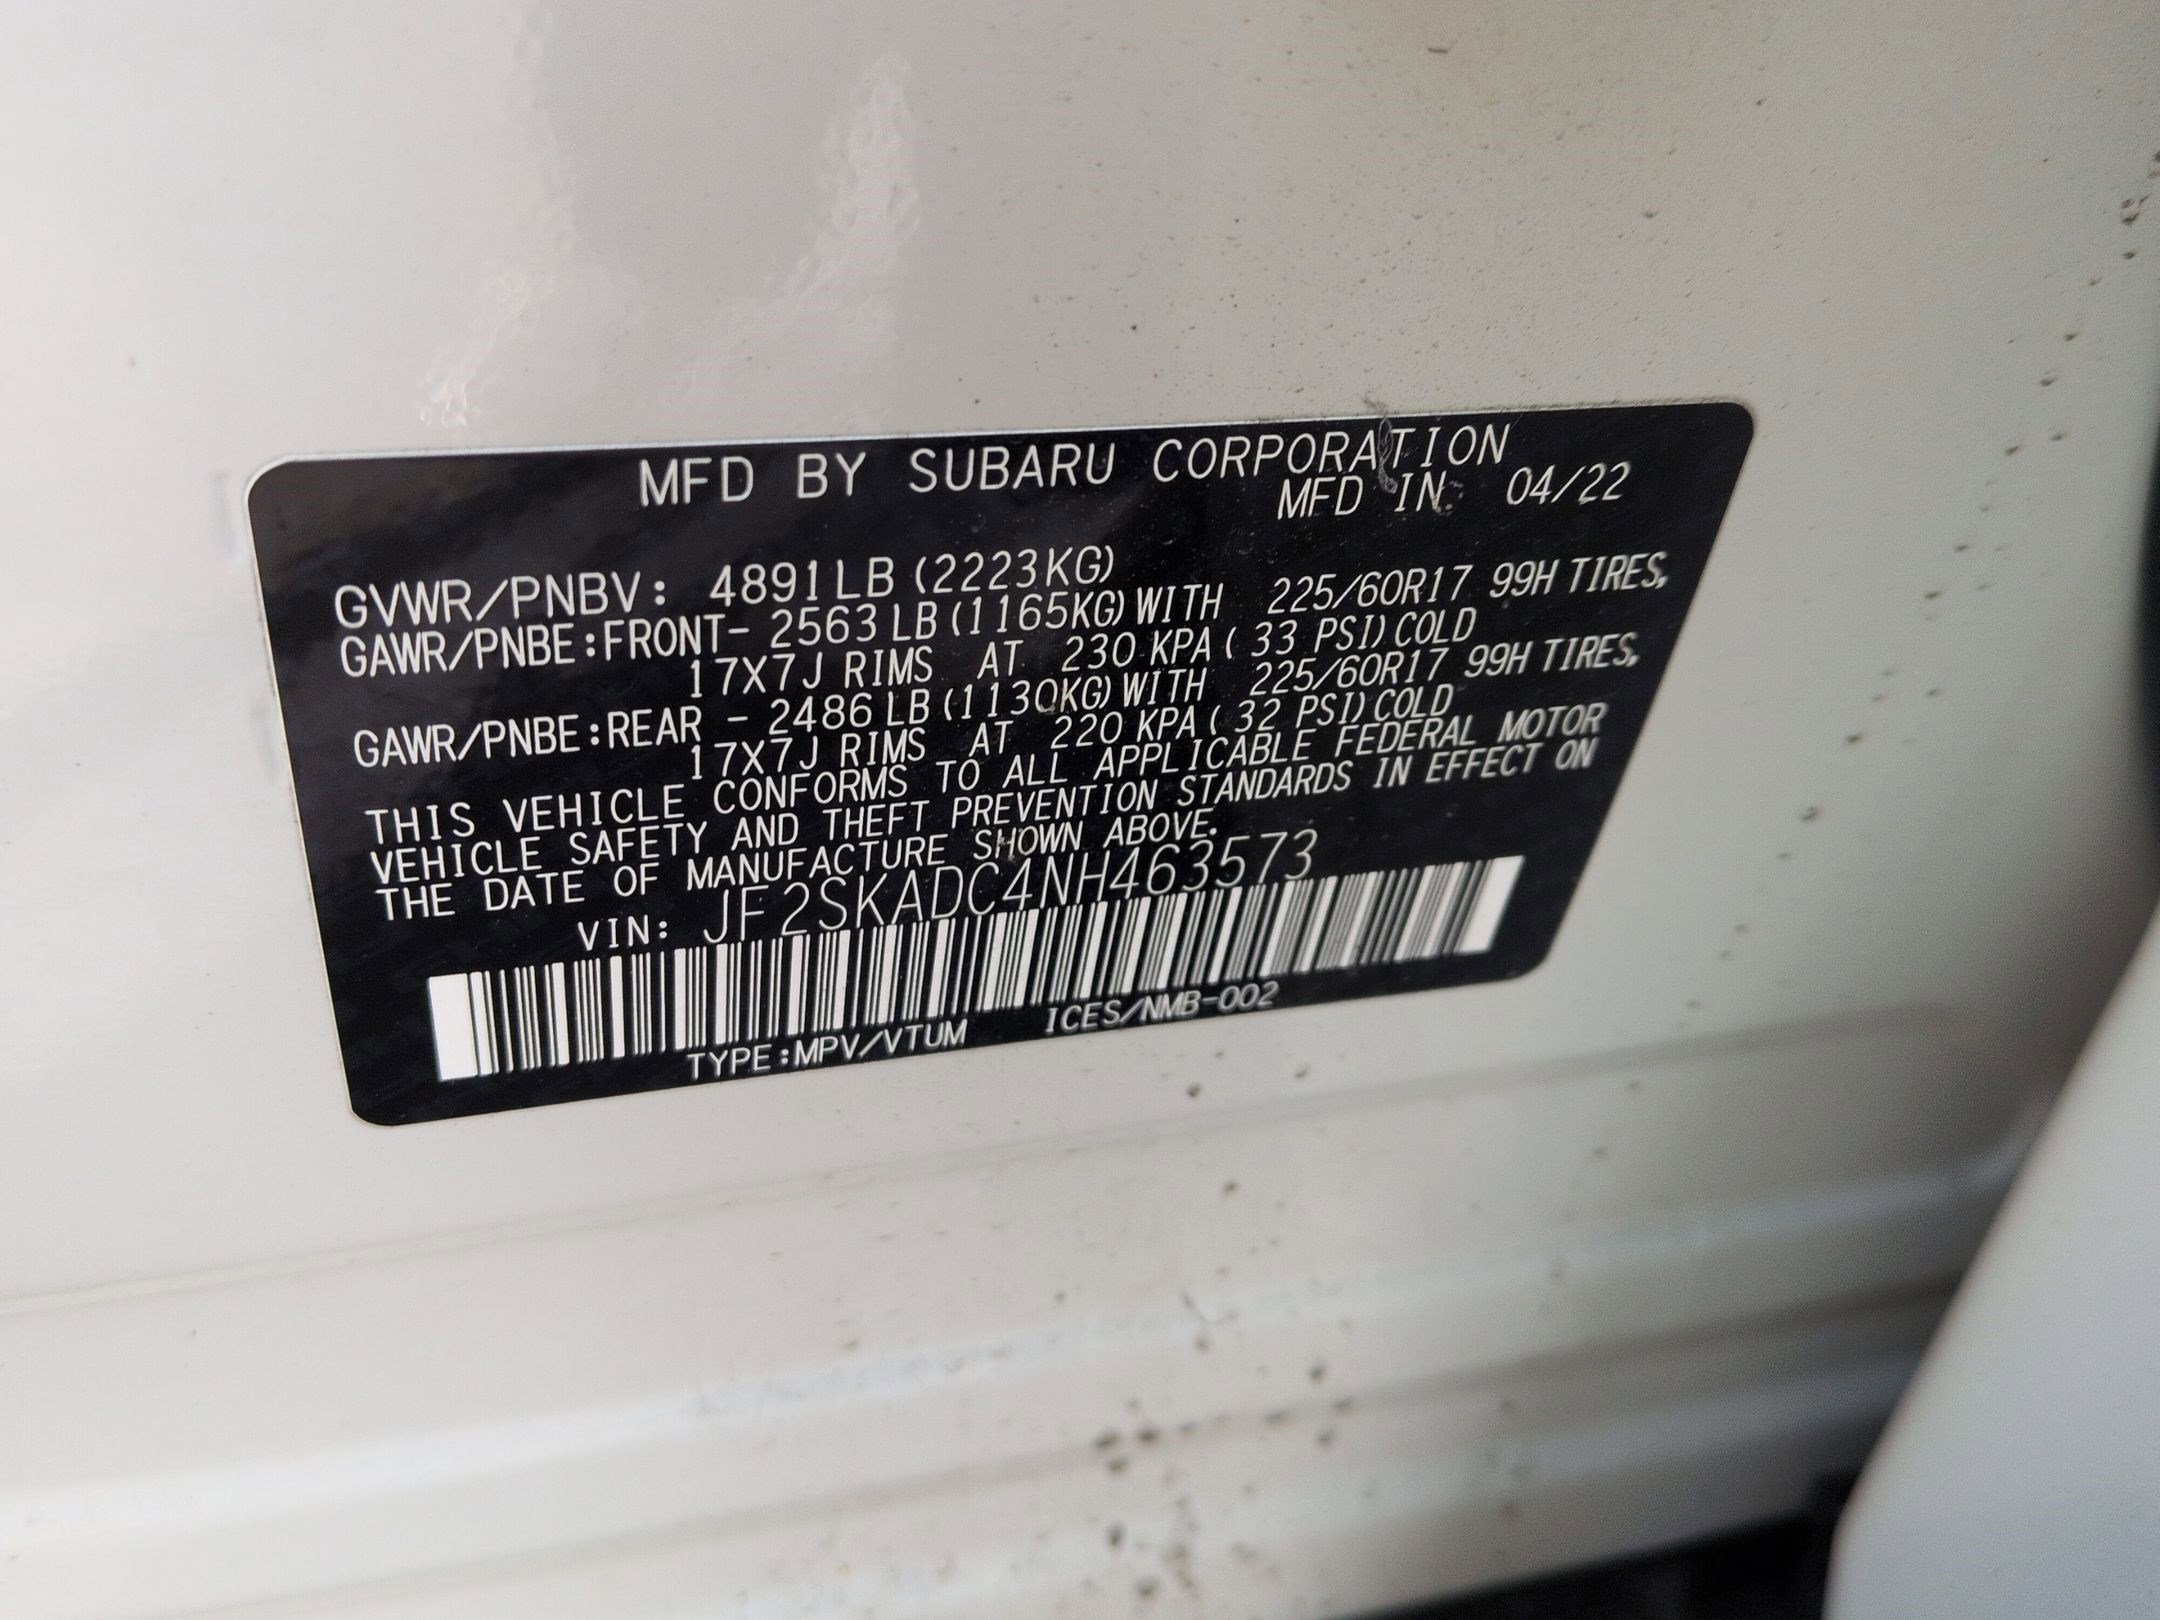 MFD BY SUBARU CORPORATION
MFD IN: 04/22
GVWR/PNBV: 4891LB (2223KG)
GAWR/PNBE:FRONT- 2563 LB (1165KG) WITH 225/60R17 99H TIRES,
17X7J RIMS AT 230 KPA ( 33 PSI) COLD
GAWR/PNBE:REAR - 2486 LB (1130KG) WITH 225/60R17 99H TIRES,
17X7J RIMS AT 220 KPA ( 32 PSI) COLD
THIS VEHICLE CONFORMS TO ALL APPLICABLE FEDERAL MOTOR
VEHICLE SAFETY AND THEFT PREVENTION STANDARDS IN EFFECT ON
THE DATE OF MANUFACTURE SHOWN ABOVE.
VIN: JF2SKADC4NH463573
TYPE:MPV/VTUM ICES/NMB-002